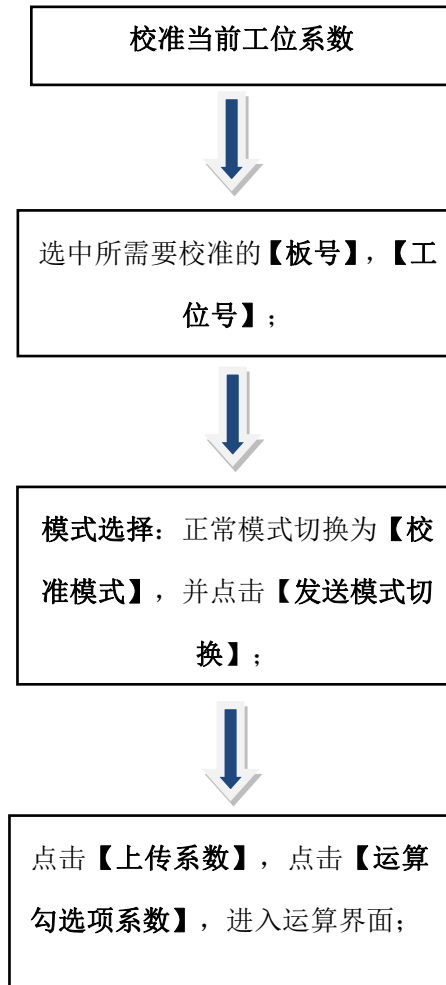 校准当前工位系数
选中所需要校准的【板号】，【工
位号】；
模式选择：正常模式切换为【校
准模式】，并点击【发送模式切
换】；
点击【上传系数】，点击【运算
勾选项系数】，进入运算界面；